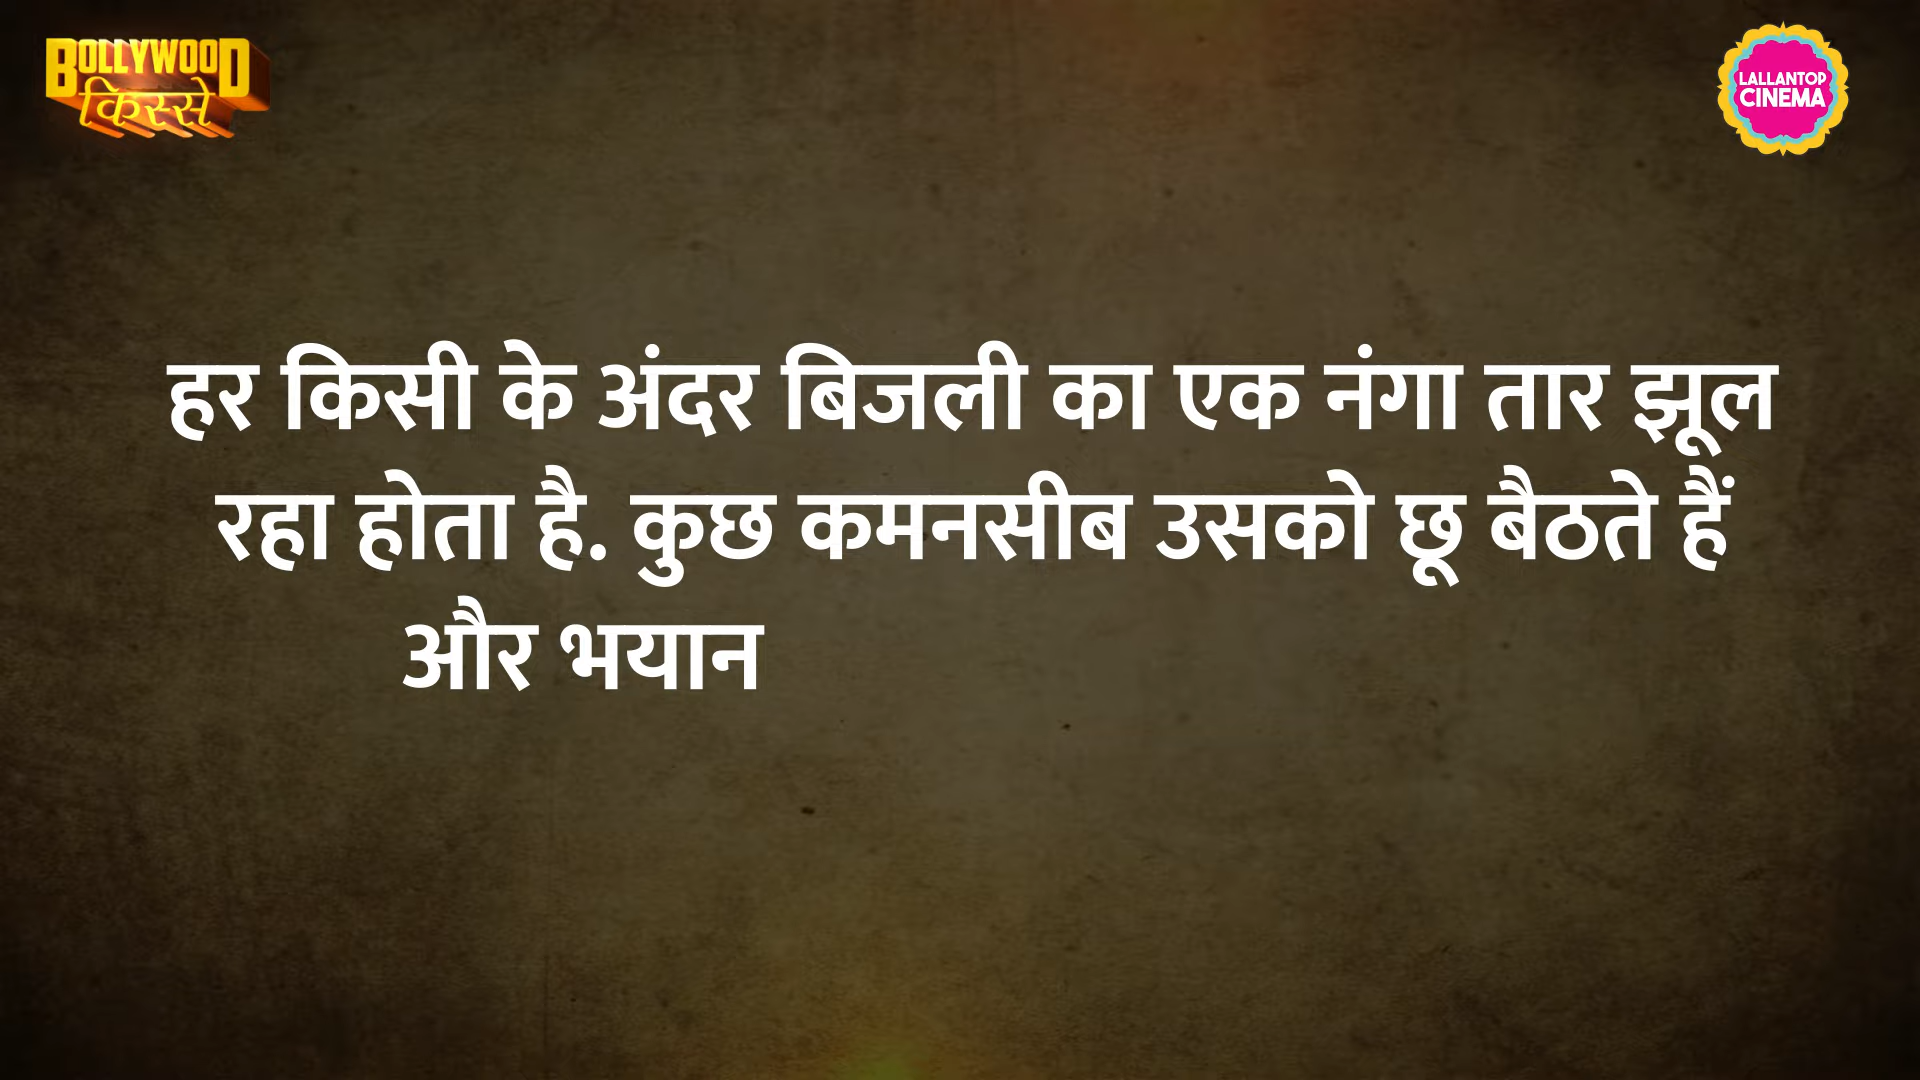 BOLLYWOOD
किस्से
LALLANTOP
CINEMA
हर किसी के अंदर बिजली का एक नंगा तार झूल
रहा होता है. कुछ कमनसीब उसको छू बैठते हैं
और भयान